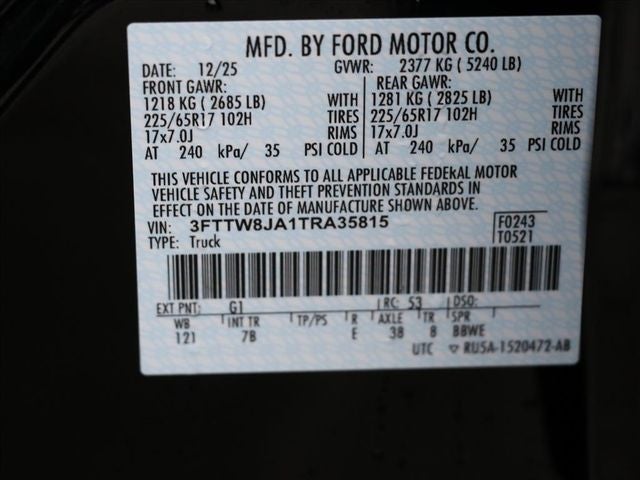 MFD. BY FORD MOTOR CO.
DATE: 12/25 GVWR: 2377 KG ( 5240 LB)
FRONT GAWR: REAR GAWR:
1218 KG ( 2685 LB) WITH 1281 KG ( 2825 LB) WITH
225/65R17 102H TIRES 225/65R17 102H TIRES
17x7.0J RIMS 17x7.0J RIMS
AT 240 kPa/ 35 PSI COLD AT 240 kPa/ 35 PSI COLD
THIS VEHICLE CONFORMS TO ALL APPLICABLE FEDERAL MOTOR
VEHICLE SAFETY AND THEFT PREVENTION STANDARDS IN
EFFECT ON THE DATE OF MANUFACTURE SHOWN ABOVE.
VIN: 3FTTW8JA1TRA35815 F0243
TYPE: Truck T0521
EXT PNT: G1 RC: 53 DSO:
WB INT TR TP/PS R AXLE TR SPR
121 7B E 38 8 BBWE
UTC RU5A-1520472-AB